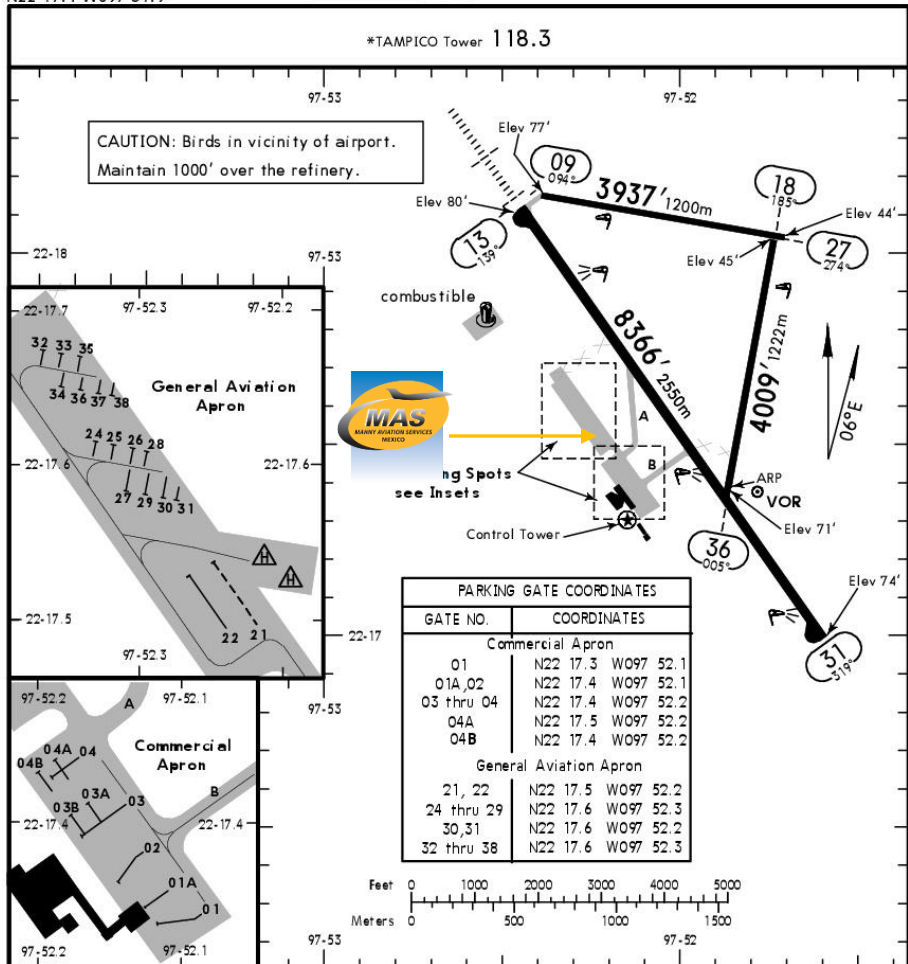 *TAMPICO Tower 118.3
97-53
97-52
CAUTION: Birds in vicinity of airport.
Maintain 1000' over the refinery.
Elev 77'
09
094°
3937' 1200m
18
185°
Elev 80'
Elev 44'
13
139°
Elev 45'
27
274°
22-18
combustible
8366' 2550m
4009' 1222m
06°E
MAS
MANNY AVIATION SERVICES
MEXICO
A
B
ng Spots
see Insets
ARP
VOR
Control Tower
Elev 71'
36
005°
Elev 74'
31
319°
22-17
97-53
97-53
97-52
22-17.7
97-52.3
97-52.2
32 33 35
34 36 37 38
General Aviation
Apron
24 25 26 28
22-17.6
22-17.6
27 29 30 31
H
H
22-17.5
22-17.5
22 21
97-52.3
97-52.2
97-52.1
A
Commercial
Apron
04A 04
04B
03A 03
03B
B
22-17.4
22-17.4
02
01A
01
97-52.2
97-52.1
PARKING GATE COORDINATES
GATE NO. COORDINATES
Commercial Apron
01 N22 17.3 W097 52.1
01A,02 N22 17.4 W097 52.1
03 thru 04 N22 17.4 W097 52.2
04A N22 17.5 W097 52.2
04B N22 17.4 W097 52.2
General Aviation Apron
21, 22 N22 17.5 W097 52.2
24 thru 29 N22 17.6 W097 52.3
30,31 N22 17.6 W097 52.2
32 thru 38 N22 17.6 W097 52.3
Feet 0 1000 2000 3000 4000 5000
Meters 0 500 1000 1500